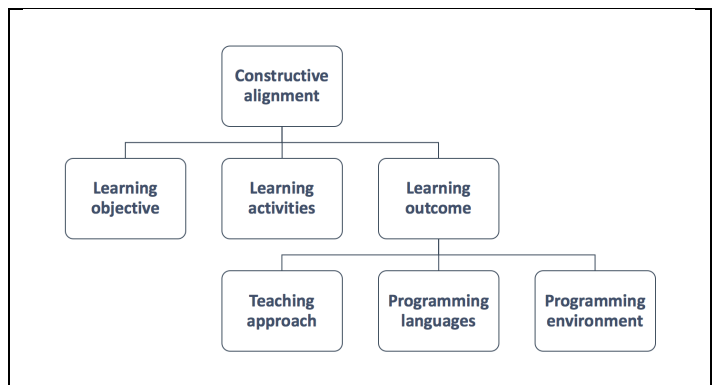 Constructive
alignment
Learning
objective
Learning
activities
Learning
outcome
Teaching
approach
Programming
languages
Programming
environment